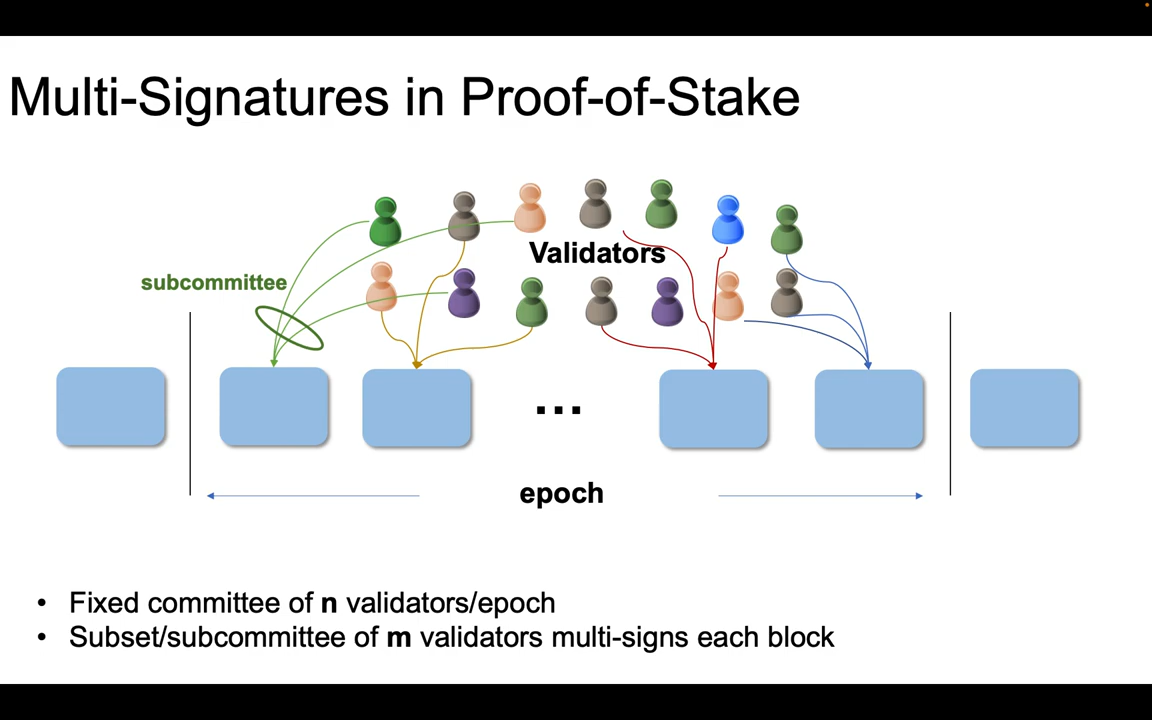 Multi-Signatures in Proof-of-Stake
Validators
subcommittee
...
epoch
• Fixed committee of n validators/epoch
• Subset/subcommittee of m validators multi-signs each block